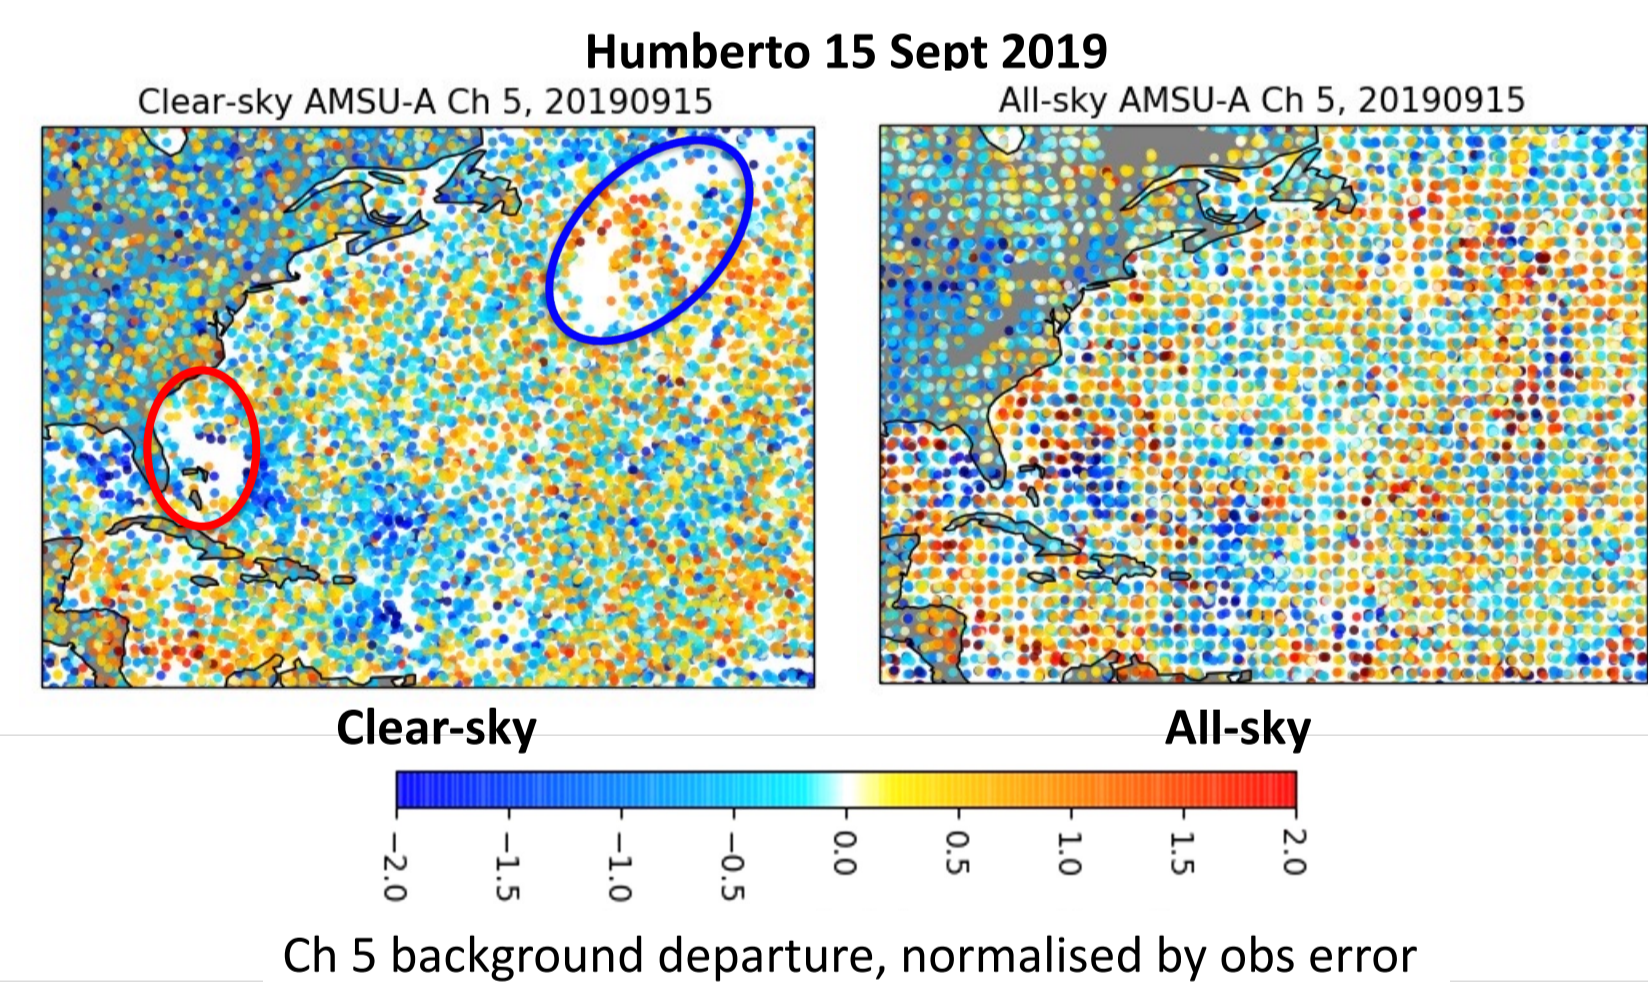 Humberto 15 Sept 2019
Clear-sky AMSU-A Ch 5, 20190915
All-sky AMSU-A Ch 5, 20190915
Clear-sky
All-sky
−2.0
−1.5
−1.0
−0.5
0.0
0.5
1.0
1.5
2.0
Ch 5 background departure, normalised by obs error